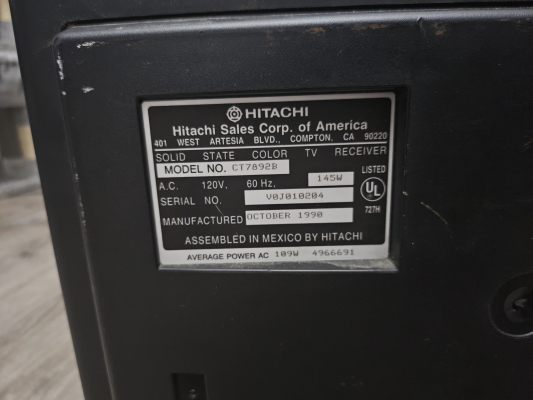 HITACHI
Hitachi Sales Corp. of America
401 WEST ARTESIA BLVD., COMPTON, CA 90220
SOLID STATE COLOR TV RECEIVER
MODEL NO. CT7892B
LISTED
A.C. 120V, 60 Hz, 145W
UL
SERIAL NO. V0J010204
727H
MANUFACTURED OCTOBER 1990
ASSEMBLED IN MEXICO BY HITACHI
AVERAGE POWER AC 109W 4966691